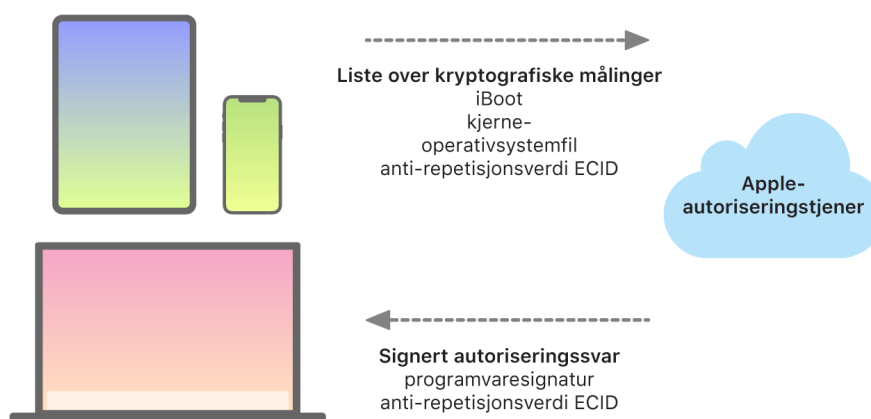 Liste over kryptografiske målinger
iBoot
kjerne-
operativsystemfil
anti-repetisjonsverdi ECID
Apple-
autoriseringstjener
Signert autoriseringssvar
programvaresignatur
anti-repetisjonsverdi ECID